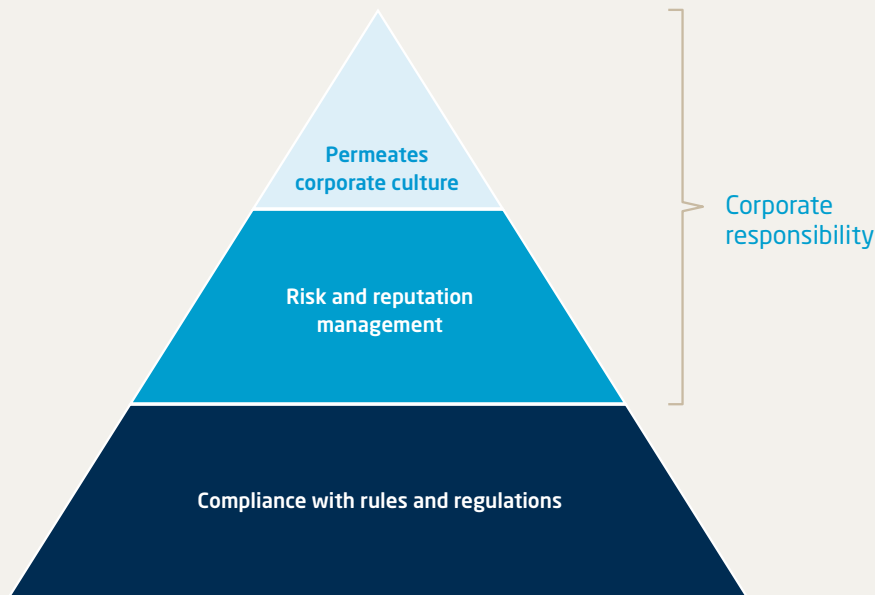 Permeates
corporate culture
Corporate
responsibility
Risk and reputation
management
Compliance with rules and regulations